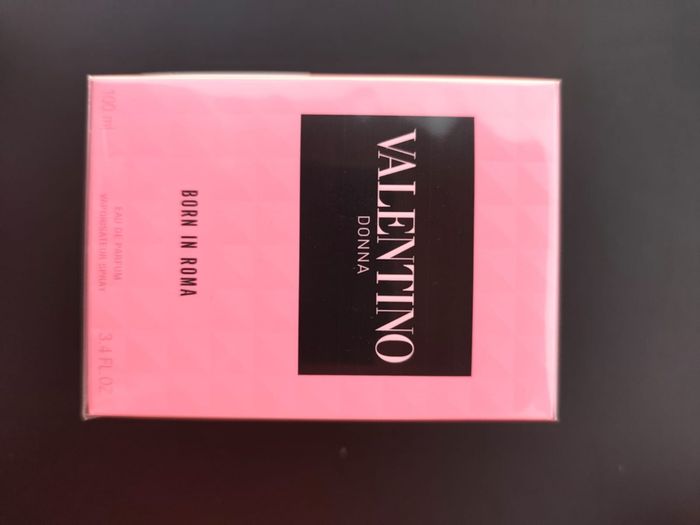 VALENTINO
DONNA
BORN IN ROMA
EAU DE PARFUM
VAPORISATEUR SPRAY
100 ml
3.4 FL.OZ.